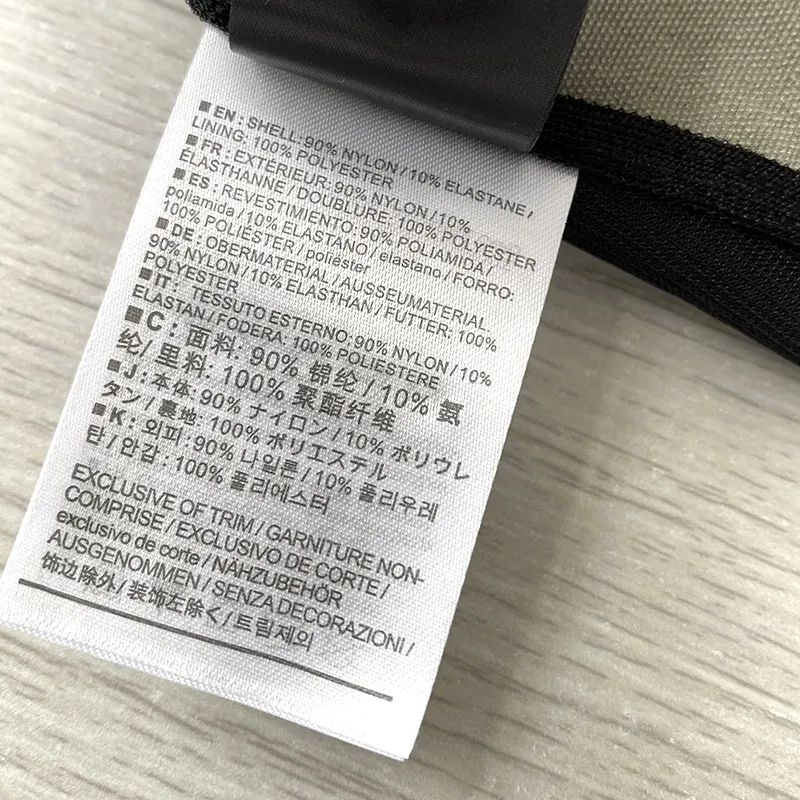 ■ EN: SHELL: 90% NYLON / 10% ELASTANE /
LINING: 100% POLYESTER
■ FR: EXTÉRIEUR: 90% NYLON / 10%
ÉLASTHANNE / DOUBLURE: 100% POLYESTER
■ ES: REVESTIMIENTO: 90% POLIAMIDA /
poliamida / 10% ELASTANO / elastano / FORRO:
100% POLIÉSTER / poliéster
■ DE: OBERMATERIAL / AUSSEUMATERIAL:
90% NYLON / 10% ELASTHAN / FUTTER: 100%
POLYESTER
■ IT: TESSUTO ESTERNO: 90% NYLON / 10%
ELASTAN / FODERA: 100% POLIESTERE
■ C: 面料: 90% 锦纶 / 10% 氨
纶/ 里料: 100% 聚酯纤维
■ J: 本体: 90% ナイロン / 10% ポリウレ
タン / 裏地: 100% ポリエステル
■ K: 외피: 90% 나일론 / 10% 폴리우레
탄/ 안감: 100% 폴리에스터
EXCLUSIVE OF TRIM / GARNITURE NON-
COMPRISE / EXCLUSIVO DE CORTE /
exclusivo de corte / NÄHZUBEHÖR
AUSGENOMMEN / SENZA DECORAZIONI /
饰边除外 / 装饰左除く / 트림제외